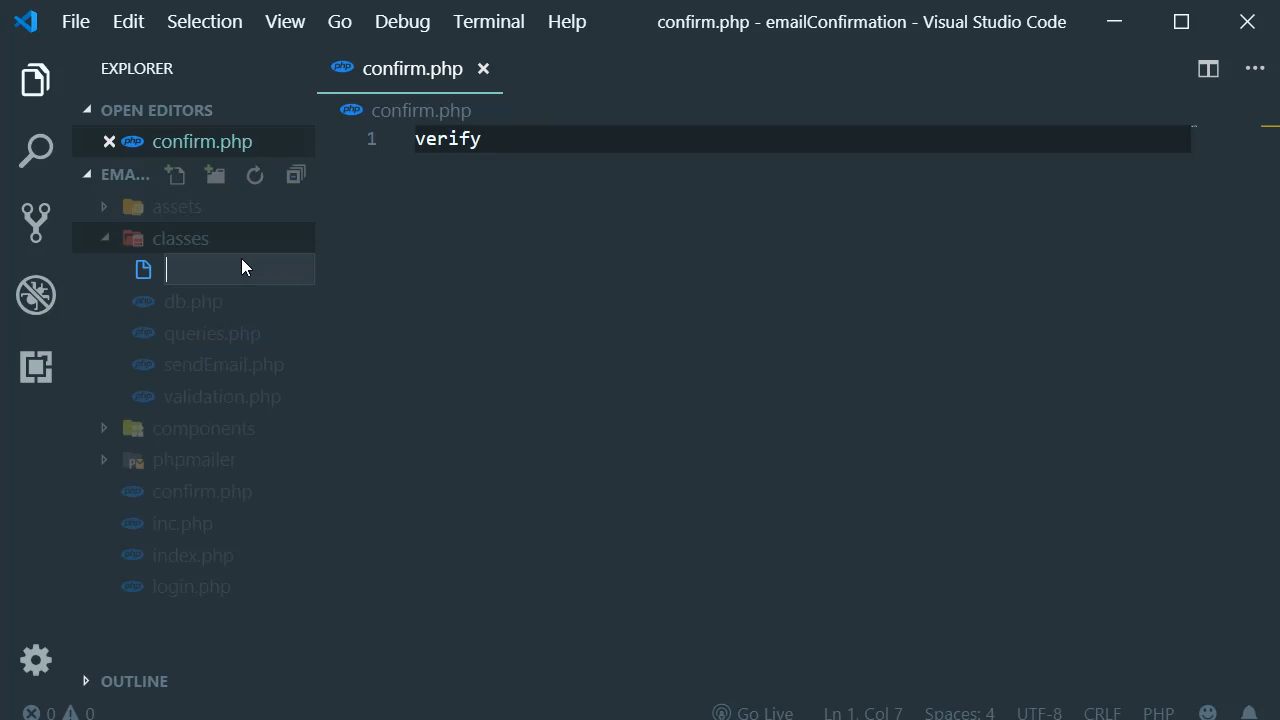 File Edit Selection View Go Debug Terminal Help confirm.php - emailConfirmation - Visual Studio Code
EXPLORER
confirm.php
OPEN EDITORS
confirm.php
confirm.php
1 verify
EMA...
assets
classes
db.php
queries.php
sendEmail.php
validation.php
components
phpmailer
confirm.php
inc.php
index.php
login.php
OUTLINE
0 0 Go Live Ln 1, Col 7 Spaces: 4 UTF-8 CRLF PHP